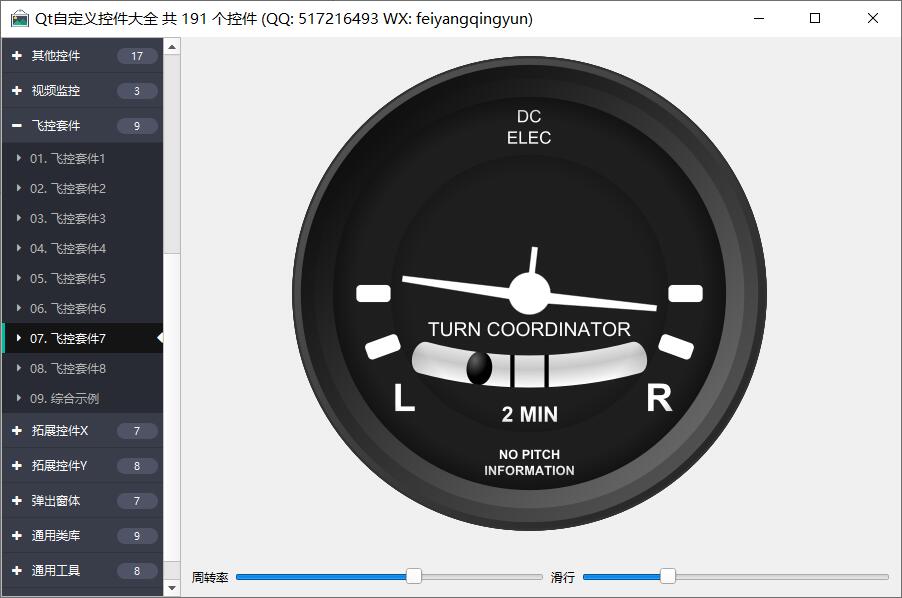 Qt自定义控件大全 共 191 个控件 (QQ: 517216493 WX: feiyangqingyun)
其他控件 17
视频监控 3
飞控套件 9
01. 飞控套件1
02. 飞控套件2
03. 飞控套件3
04. 飞控套件4
05. 飞控套件5
06. 飞控套件6
07. 飞控套件7
08. 飞控套件8
09. 综合示例
拓展控件X 7
拓展控件Y 8
弹出窗体 7
通用类库 9
通用工具 8
DC
ELEC
TURN COORDINATOR
L R
2 MIN
NO PITCH
INFORMATION
周转率 滑行